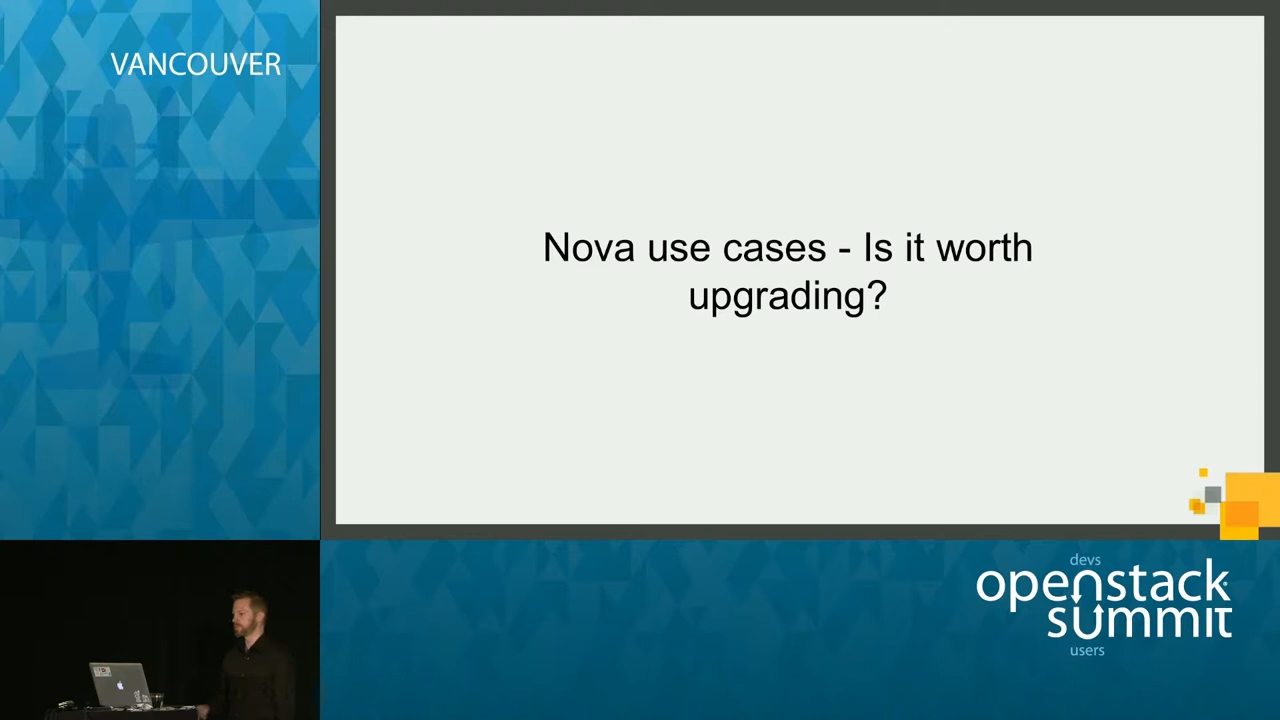 VANCOUVER
Nova use cases - Is it worth
upgrading?
devs
openstack
summit
users